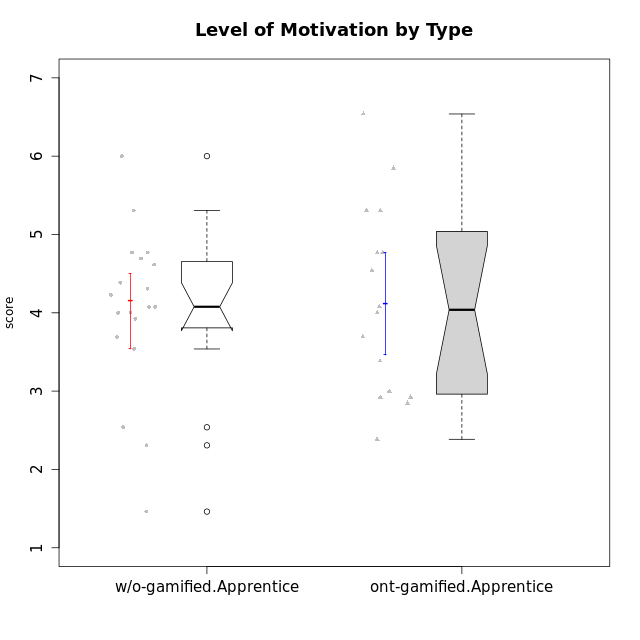 Level of Motivation by Type
score
7
6
5
4
3
2
1
w/o-gamified.Apprentice
ont-gamified.Apprentice